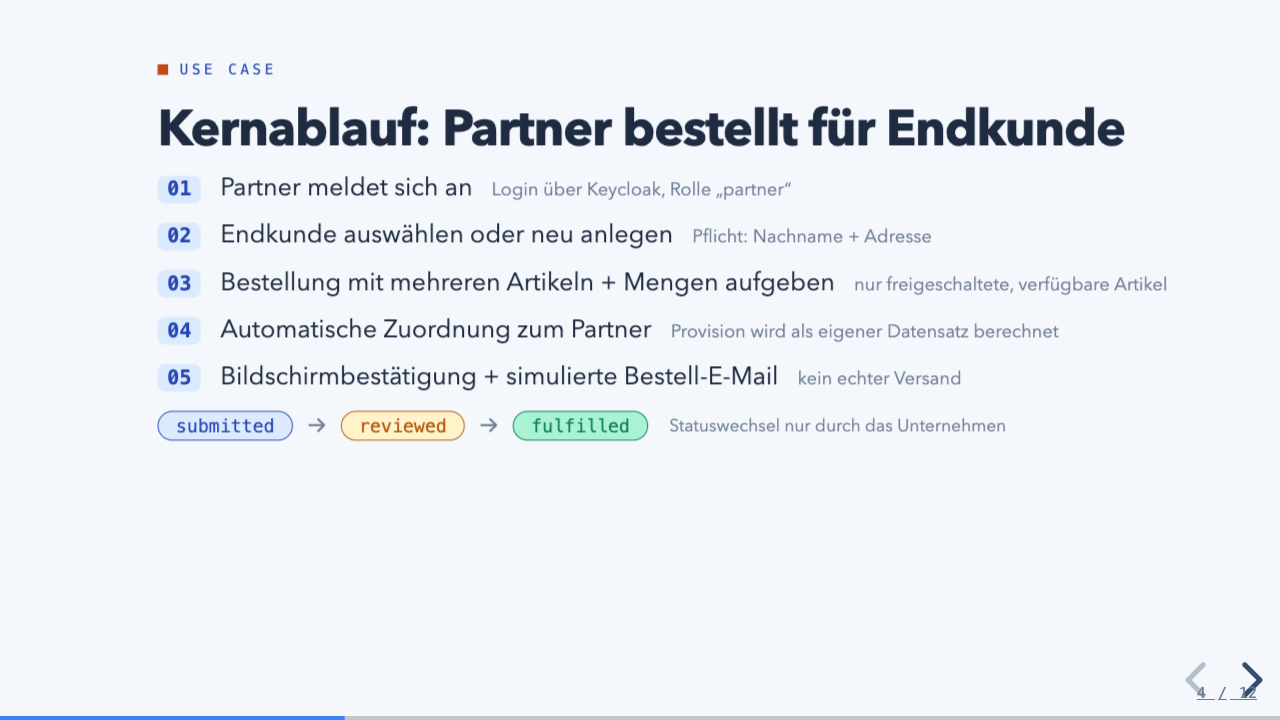 USE CASE
Kernablauf: Partner bestellt für Endkunde
01 Partner meldet sich an Login über Keycloak, Rolle „partner“
02 Endkunde auswählen oder neu anlegen Pflicht: Nachname + Adresse
03 Bestellung mit mehreren Artikeln + Mengen aufgeben nur freigeschaltete, verfügbare Artikel
04 Automatische Zuordnung zum Partner Provision wird als eigener Datensatz berechnet
05 Bildschirmbestätigung + simulierte Bestell-E-Mail kein echter Versand
submitted → reviewed → fulfilled Statuswechsel nur durch das Unternehmen
4 / 12